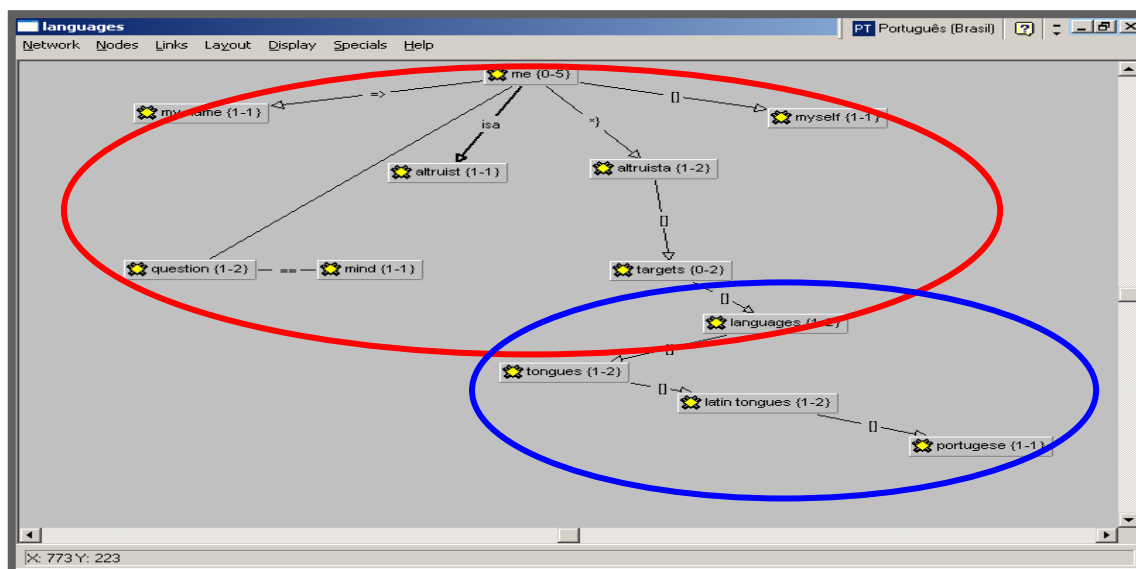 languages
PT Português (Brasil)
Network Nodes Links Layout Display Specials Help
me {0-5}
=>
[]
my name {1-1}
myself {1-1}
isa
*}
altruist {1-1}
altruista {1-2}
[]
question {1-2}
==
mind {1-1}
targets {0-2}
[]
languages {1-2}
[]
tongues {1-2}
[]
latin tongues {1-2}
[]
portugese {1-1}
X: 773 Y: 223